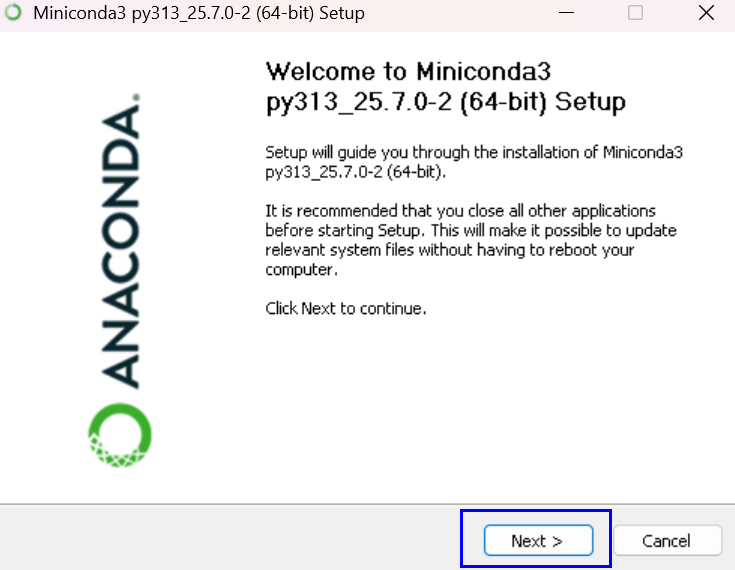 Miniconda3 py313_25.7.0-2 (64-bit) Setup
Welcome to Miniconda3
py313_25.7.0-2 (64-bit) Setup
Setup will guide you through the installation of Miniconda3
py313_25.7.0-2 (64-bit).
It is recommended that you close all other applications
before starting Setup. This will make it possible to update
relevant system files without having to reboot your
computer.
Click Next to continue.
ANACONDA.
Next >
Cancel